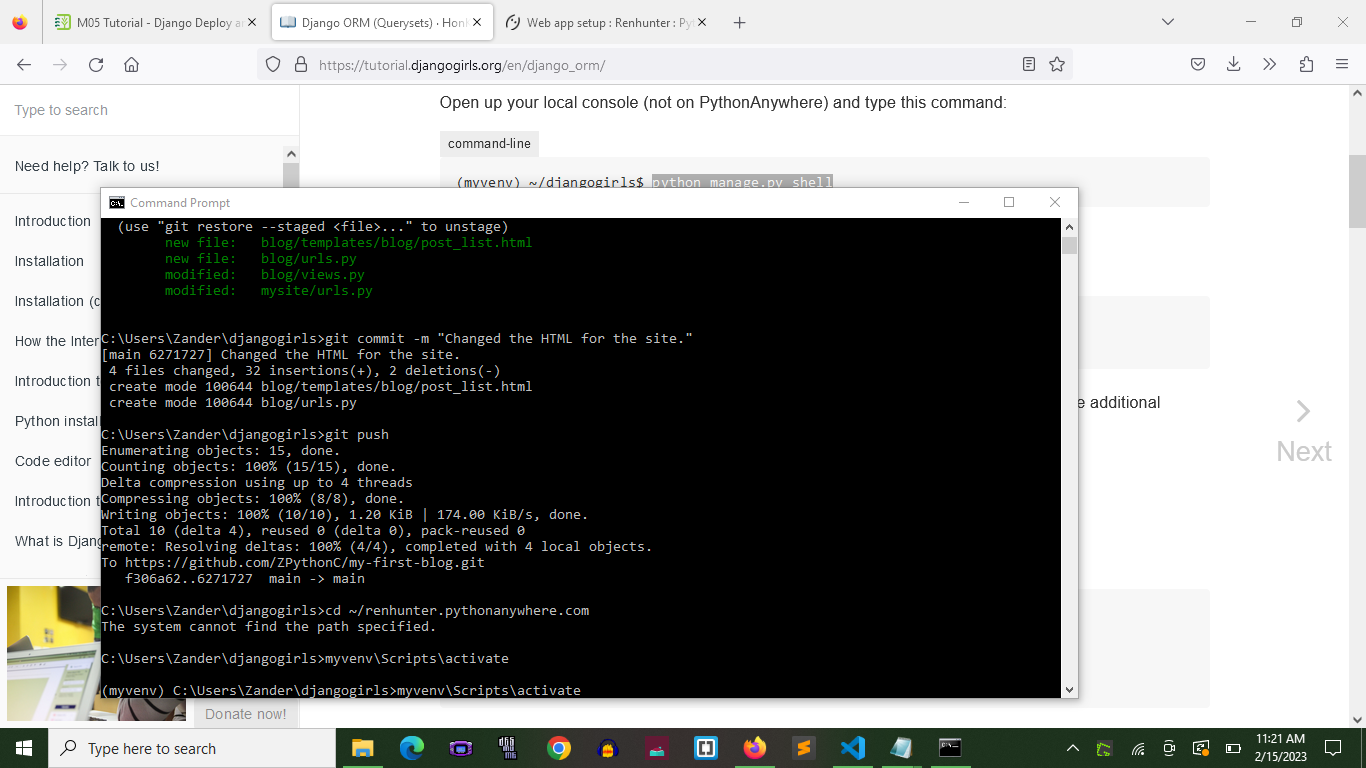 M05 Tutorial - Django Deploy a
Django ORM (Querysets) · Hon
Web app setup : Renhunter : Py
https://tutorial.djangogirls.org/en/django_orm/
Type to search
Need help? Talk to us!
Introduction
Installation
Installation (c
How the Inter
Introduction t
Python instal
Code editor
Introduction t
What is Djang
Donate now!
Open up your local console (not on PythonAnywhere) and type this command:
command-line
(myvenv) ~/djangogirls$ python manage.py shell
e additional
Next
Command Prompt
(use "git restore --staged <file>..." to unstage)
new file:   blog/templates/blog/post_list.html
new file:   blog/urls.py
modified:   blog/views.py
modified:   mysite/urls.py
C:\Users\Zander\djangogirls>git commit -m "Changed the HTML for the site."
[main 6271727] Changed the HTML for the site.
4 files changed, 32 insertions(+), 2 deletions(-)
create mode 100644 blog/templates/blog/post_list.html
create mode 100644 blog/urls.py
C:\Users\Zander\djangogirls>git push
Enumerating objects: 15, done.
Counting objects: 100% (15/15), done.
Delta compression using up to 4 threads
Compressing objects: 100% (8/8), done.
Writing objects: 100% (10/10), 1.20 KiB | 174.00 KiB/s, done.
Total 10 (delta 4), reused 0 (delta 0), pack-reused 0
remote: Resolving deltas: 100% (4/4), completed with 4 local objects.
To https://github.com/ZPythonC/my-first-blog.git
f306a62..6271727  main -> main
C:\Users\Zander\djangogirls>cd ~/renhunter.pythonanywhere.com
The system cannot find the path specified.
C:\Users\Zander\djangogirls>myvenv\Scripts\activate
(myvenv) C:\Users\Zander\djangogirls>myvenv\Scripts\activate
Type here to search
11:21 AM
2/15/2023